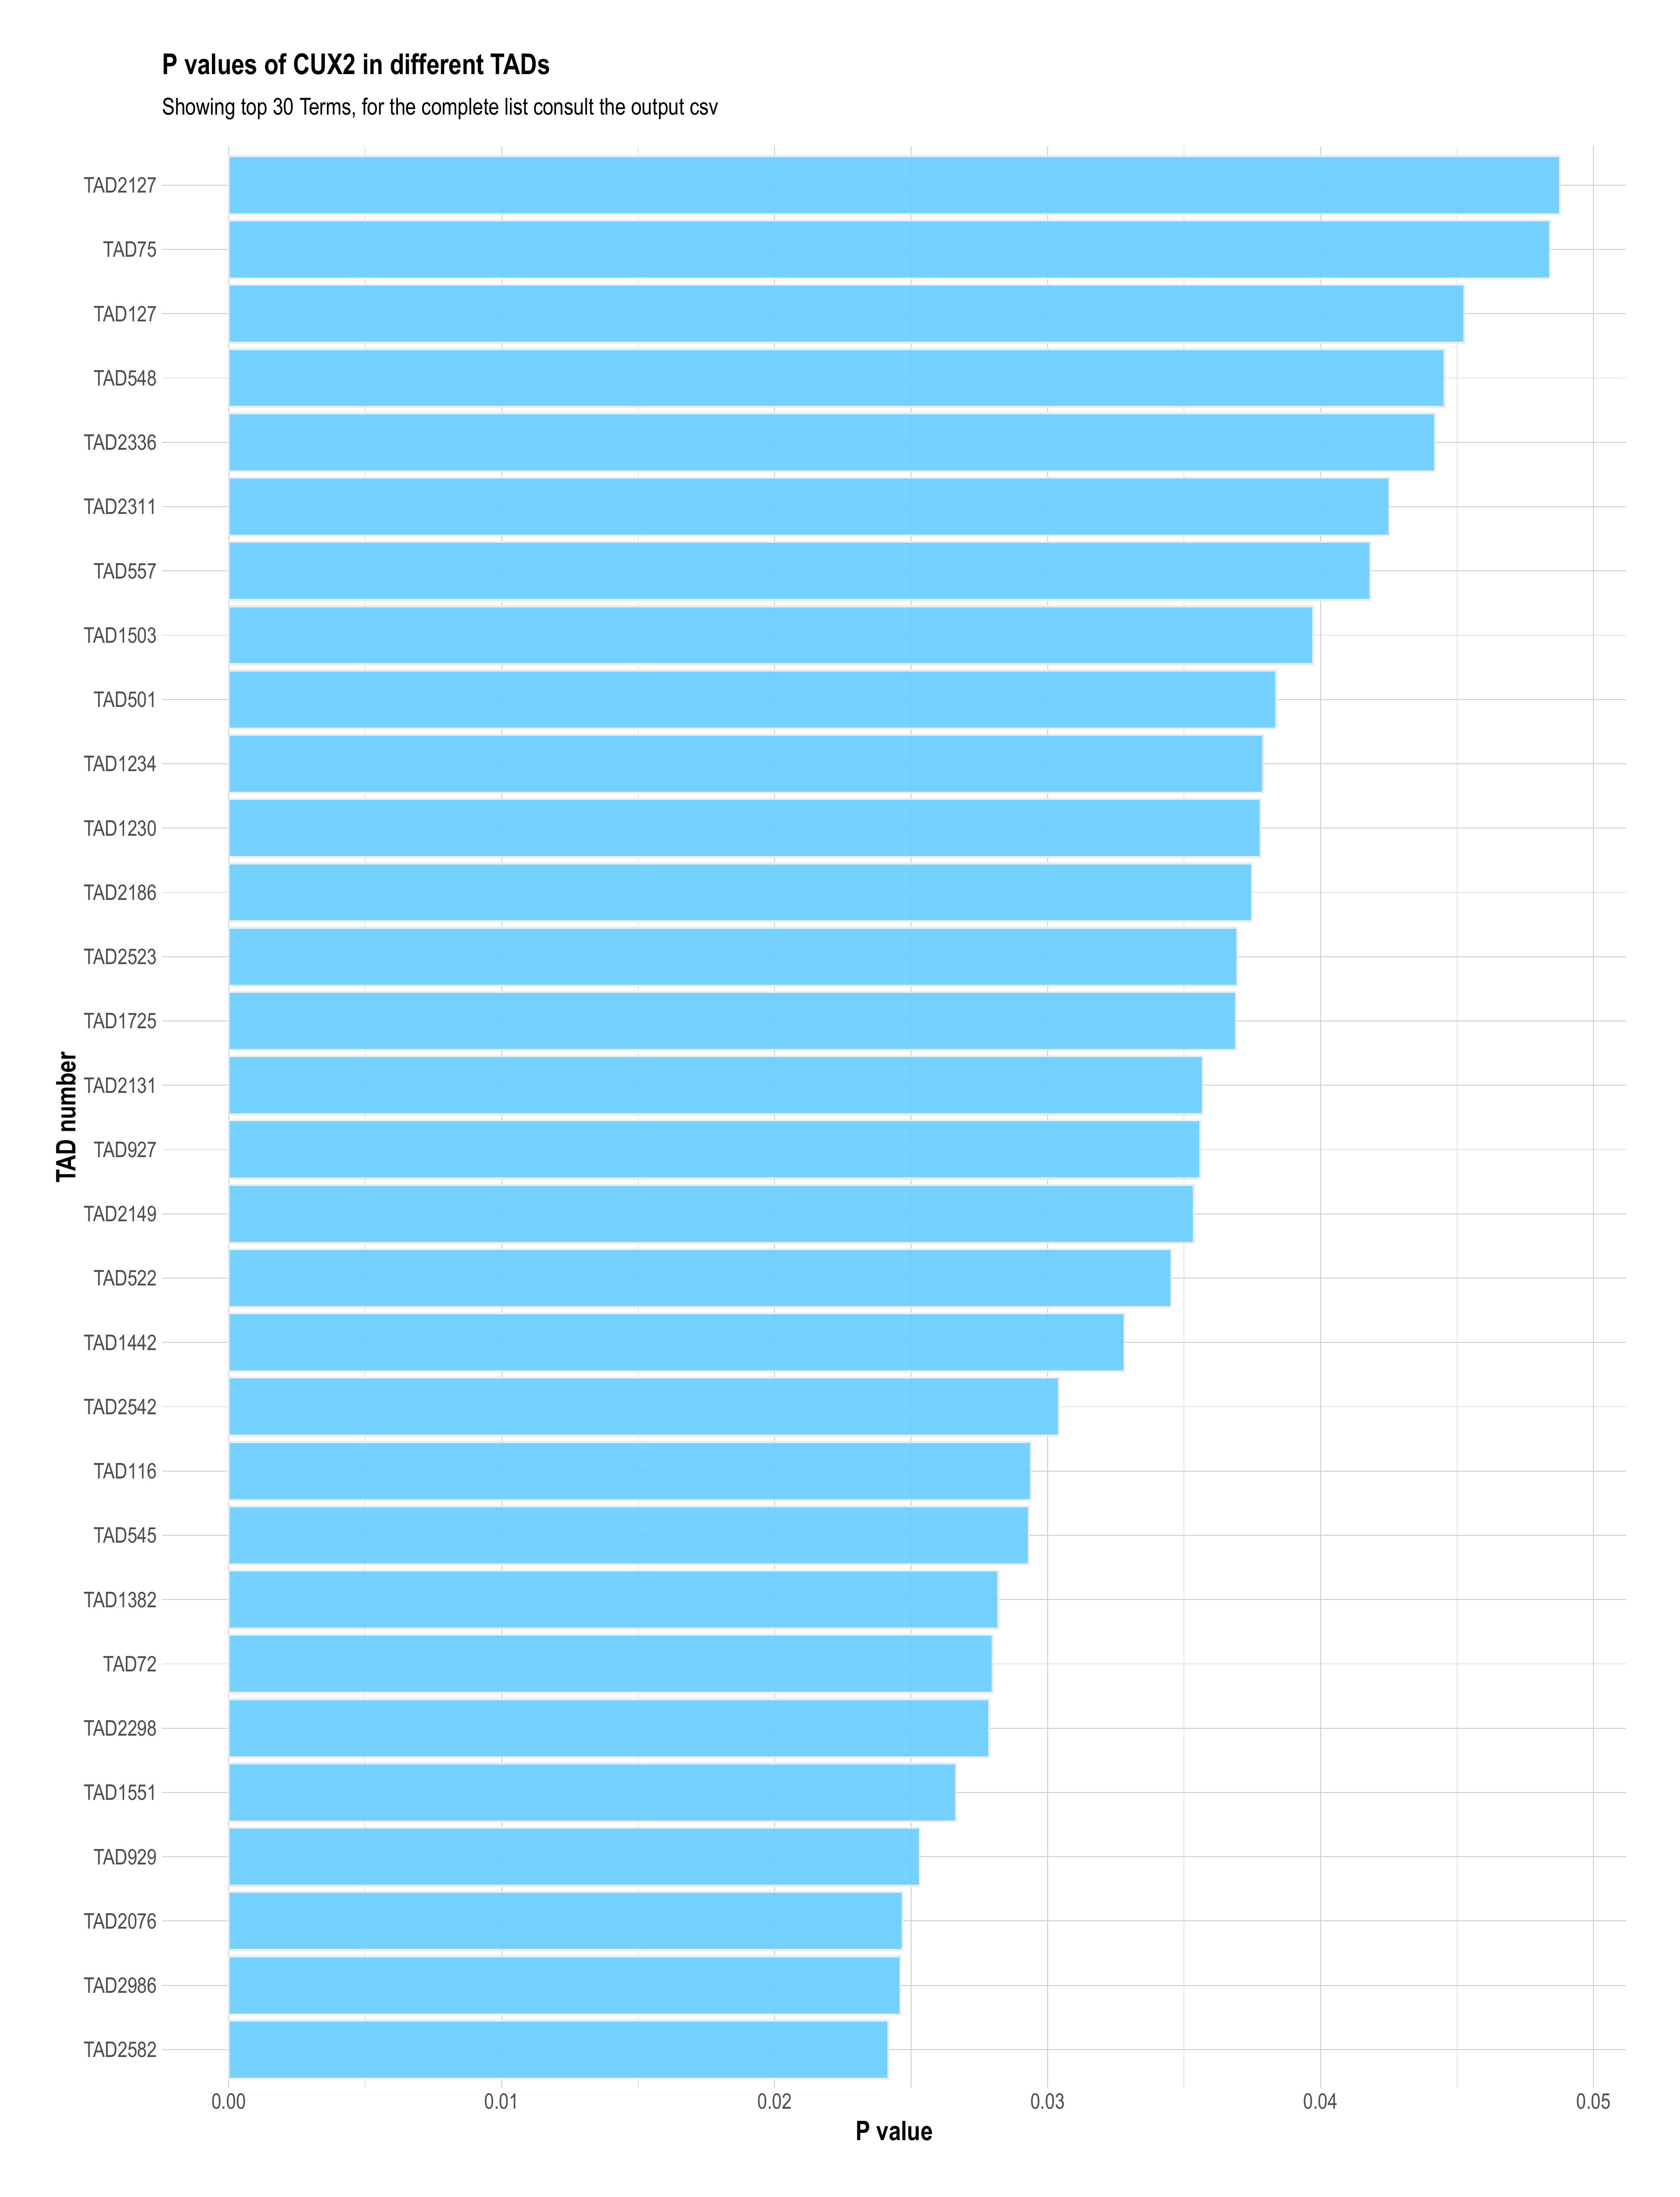 P values of CUX2 in different TADs
Showing top 30 Terms, for the complete list consult the output csv
TAD number
TAD2127
TAD75
TAD127
TAD548
TAD2336
TAD2311
TAD557
TAD1503
TAD501
TAD1234
TAD1230
TAD2186
TAD2523
TAD1725
TAD2131
TAD927
TAD2149
TAD522
TAD1442
TAD2542
TAD116
TAD545
TAD1382
TAD72
TAD2298
TAD1551
TAD929
TAD2076
TAD2986
TAD2582
0.00 0.01 0.02 0.03 0.04 0.05
P value